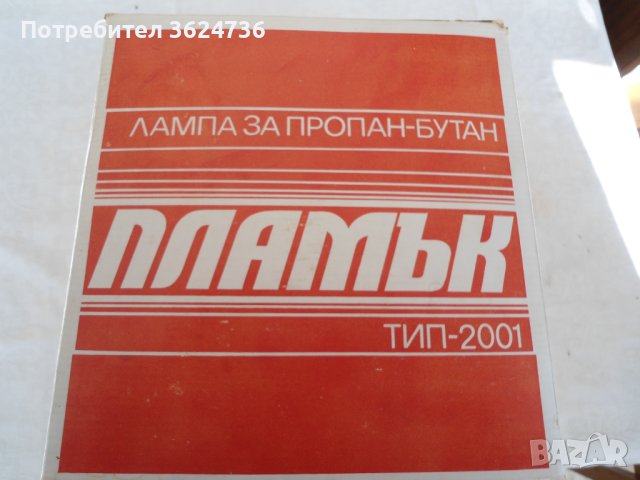 Потребител 3624736
ЛАМПА ЗА ПРОПАН-БУТАН
ПЛАМЪК
ТИП-2001
BAZAR